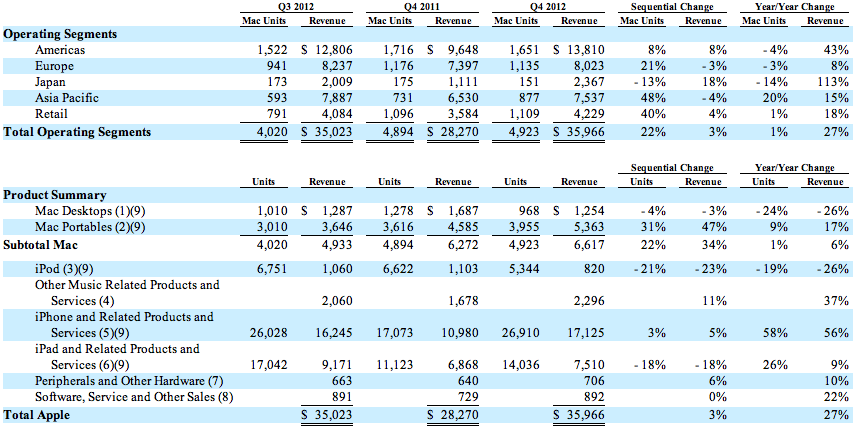 Q3 2012 Q4 2011 Q4 2012 Sequential Change Year/Year Change
Mac Units Revenue Mac Units Revenue Mac Units Revenue Mac Units Revenue Mac Units Revenue
Operating Segments
Americas 1,522 $ 12,806 1,716 $ 9,648 1,651 $ 13,810 8% 8% - 4% 43%
Europe 941 8,237 1,176 7,397 1,135 8,023 21% - 3% - 3% 8%
Japan 173 2,009 175 1,111 151 2,367 - 13% 18% - 14% 113%
Asia Pacific 593 7,887 731 6,530 877 7,537 48% - 4% 20% 15%
Retail 791 4,084 1,096 3,584 1,109 4,229 40% 4% 1% 18%
Total Operating Segments 4,020 $ 35,023 4,894 $ 28,270 4,923 $ 35,966 22% 3% 1% 27%
Sequential Change Year/Year Change
Units Revenue Units Revenue Units Revenue Units Revenue Units Revenue
Product Summary
Mac Desktops (1)(9) 1,010 $ 1,287 1,278 $ 1,687 968 $ 1,254 - 4% - 3% - 24% - 26%
Mac Portables (2)(9) 3,010 3,646 3,616 4,585 3,955 5,363 31% 47% 9% 17%
Subtotal Mac 4,020 4,933 4,894 6,272 4,923 6,617 22% 34% 1% 6%
iPod (3)(9) 6,751 1,060 6,622 1,103 5,344 820 - 21% - 23% - 19% - 26%
Other Music Related Products and
Services (4) 2,060 1,678 2,296 11% 37%
iPhone and Related Products and
Services (5)(9) 26,028 16,245 17,073 10,980 26,910 17,125 3% 5% 58% 56%
iPad and Related Products and
Services (6)(9) 17,042 9,171 11,123 6,868 14,036 7,510 - 18% - 18% 26% 9%
Peripherals and Other Hardware (7) 663 640 706 6% 10%
Software, Service and Other Sales (8) 891 729 892 0% 22%
Total Apple $ 35,023 $ 28,270 $ 35,966 3% 27%